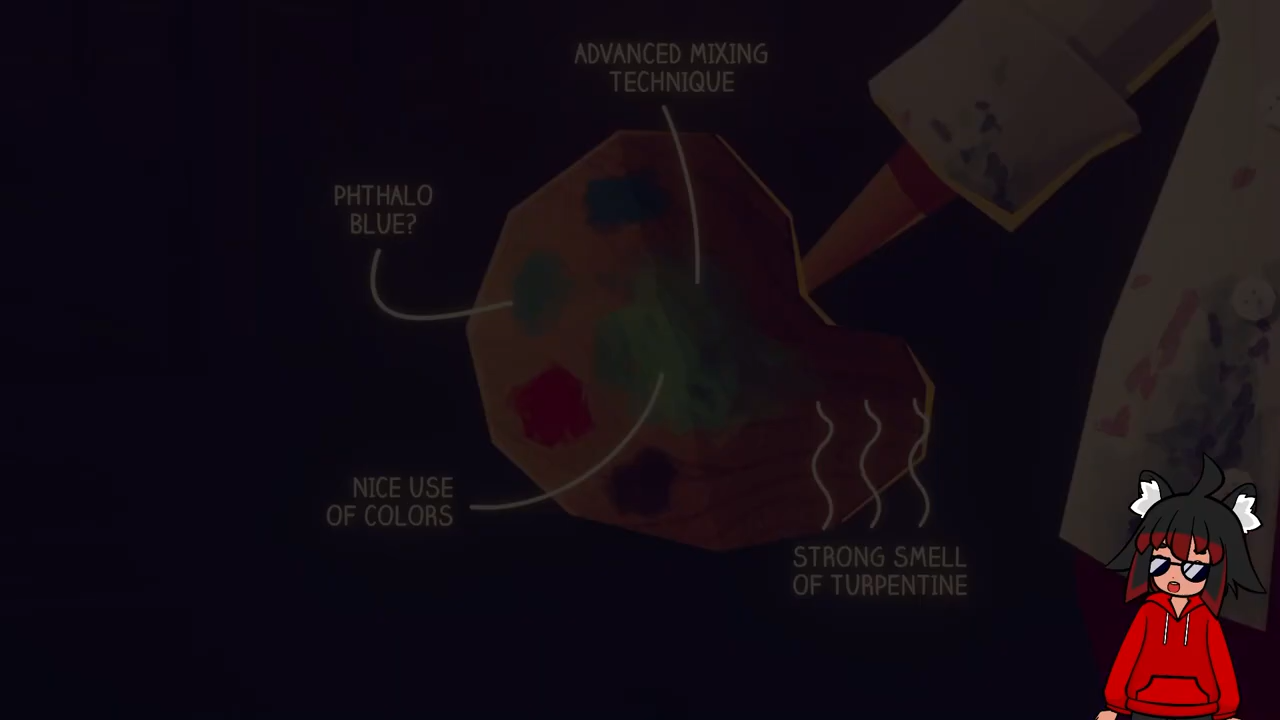 ADVANCED MIXING
TECHNIQUE
PHTHALO
BLUE?
NICE USE
OF COLORS
STRONG SMELL
OF TURPENTINE